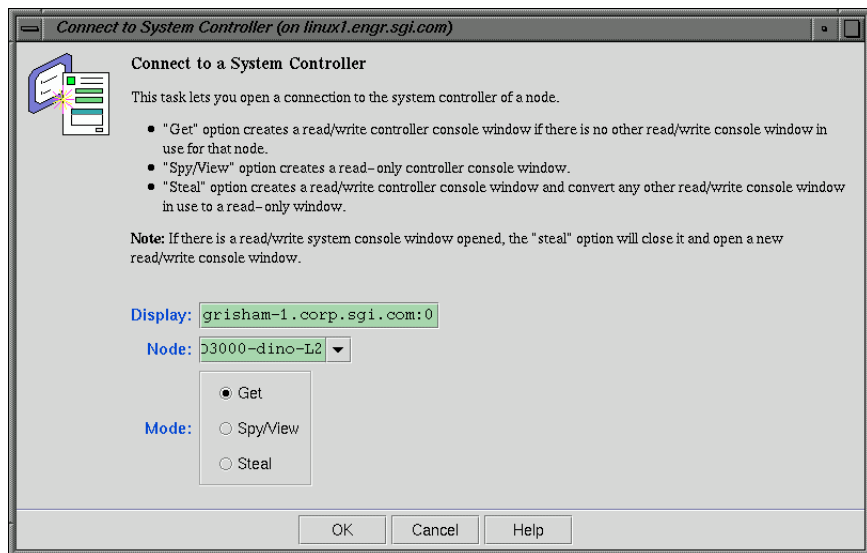 Connect to System Controller (on linux1.engr.sgi.com)
Connect to a System Controller
This task lets you open a connection to the system controller of a node.
• "Get" option creates a read/write controller console window if there is no other read/write console window in
use for that node.
• "Spy/View" option creates a read-only controller console window.
• "Steal" option creates a read/write controller console window and convert any other read/write console window
in use to a read-only window.
Note: If there is a read/write system console window opened, the "steal" option will close it and open a new
read/write console window.
Display: grisham-1.corp.sgi.com:0
Node: O3000-dino-L2
Mode:
Get
Spy/View
Steal
OK Cancel Help